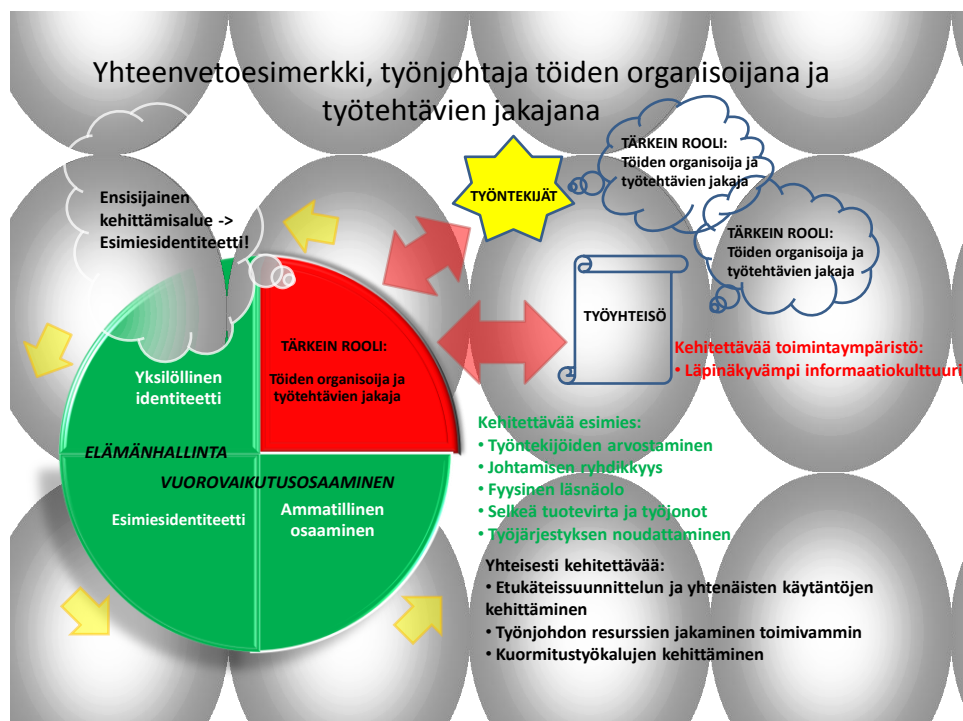 Yhteenvetoesimerkki, työnjohtaja töiden organisoijana ja
työtehtävien jakajana
TÄRKEIN ROOLI:
Töiden organisoija ja
työtehtävien jakaja
TYÖNTEKIJÄT
Ensisijainen
kehittämisalue ->
Esimiesidentiteetti!
TÄRKEIN ROOLI:
Töiden organisoija ja
työtehtävien jakaja
TYÖYHTEISÖ
TÄRKEIN ROOLI:
Töiden organisoija ja
työtehtävien jakaja
Kehitettävää toimintaympäristö:
• Läpinäkyvämpi informaatiokulttuuri
Yksilöllinen
identiteetti
ELÄMÄNHALLINTA
VUOROVAIKUTUSOSAAMINEN
Esimiesidentiteetti
Ammatillinen
osaaminen
Kehitettävää esimies:
• Työntekijöiden arvostaminen
• Johtamisen ryhdikkyys
• Fyysinen läsnäolo
• Selkeä tuotevirta ja työjonot
• Työjärjestyksen noudattaminen
Yhteisesti kehitettävää:
• Etukäteissuunnittelun ja yhtenäisten käytäntöjen
kehittäminen
• Työnjohdon resurssien jakaminen toimivammin
• Kuormitustyökalujen kehittäminen